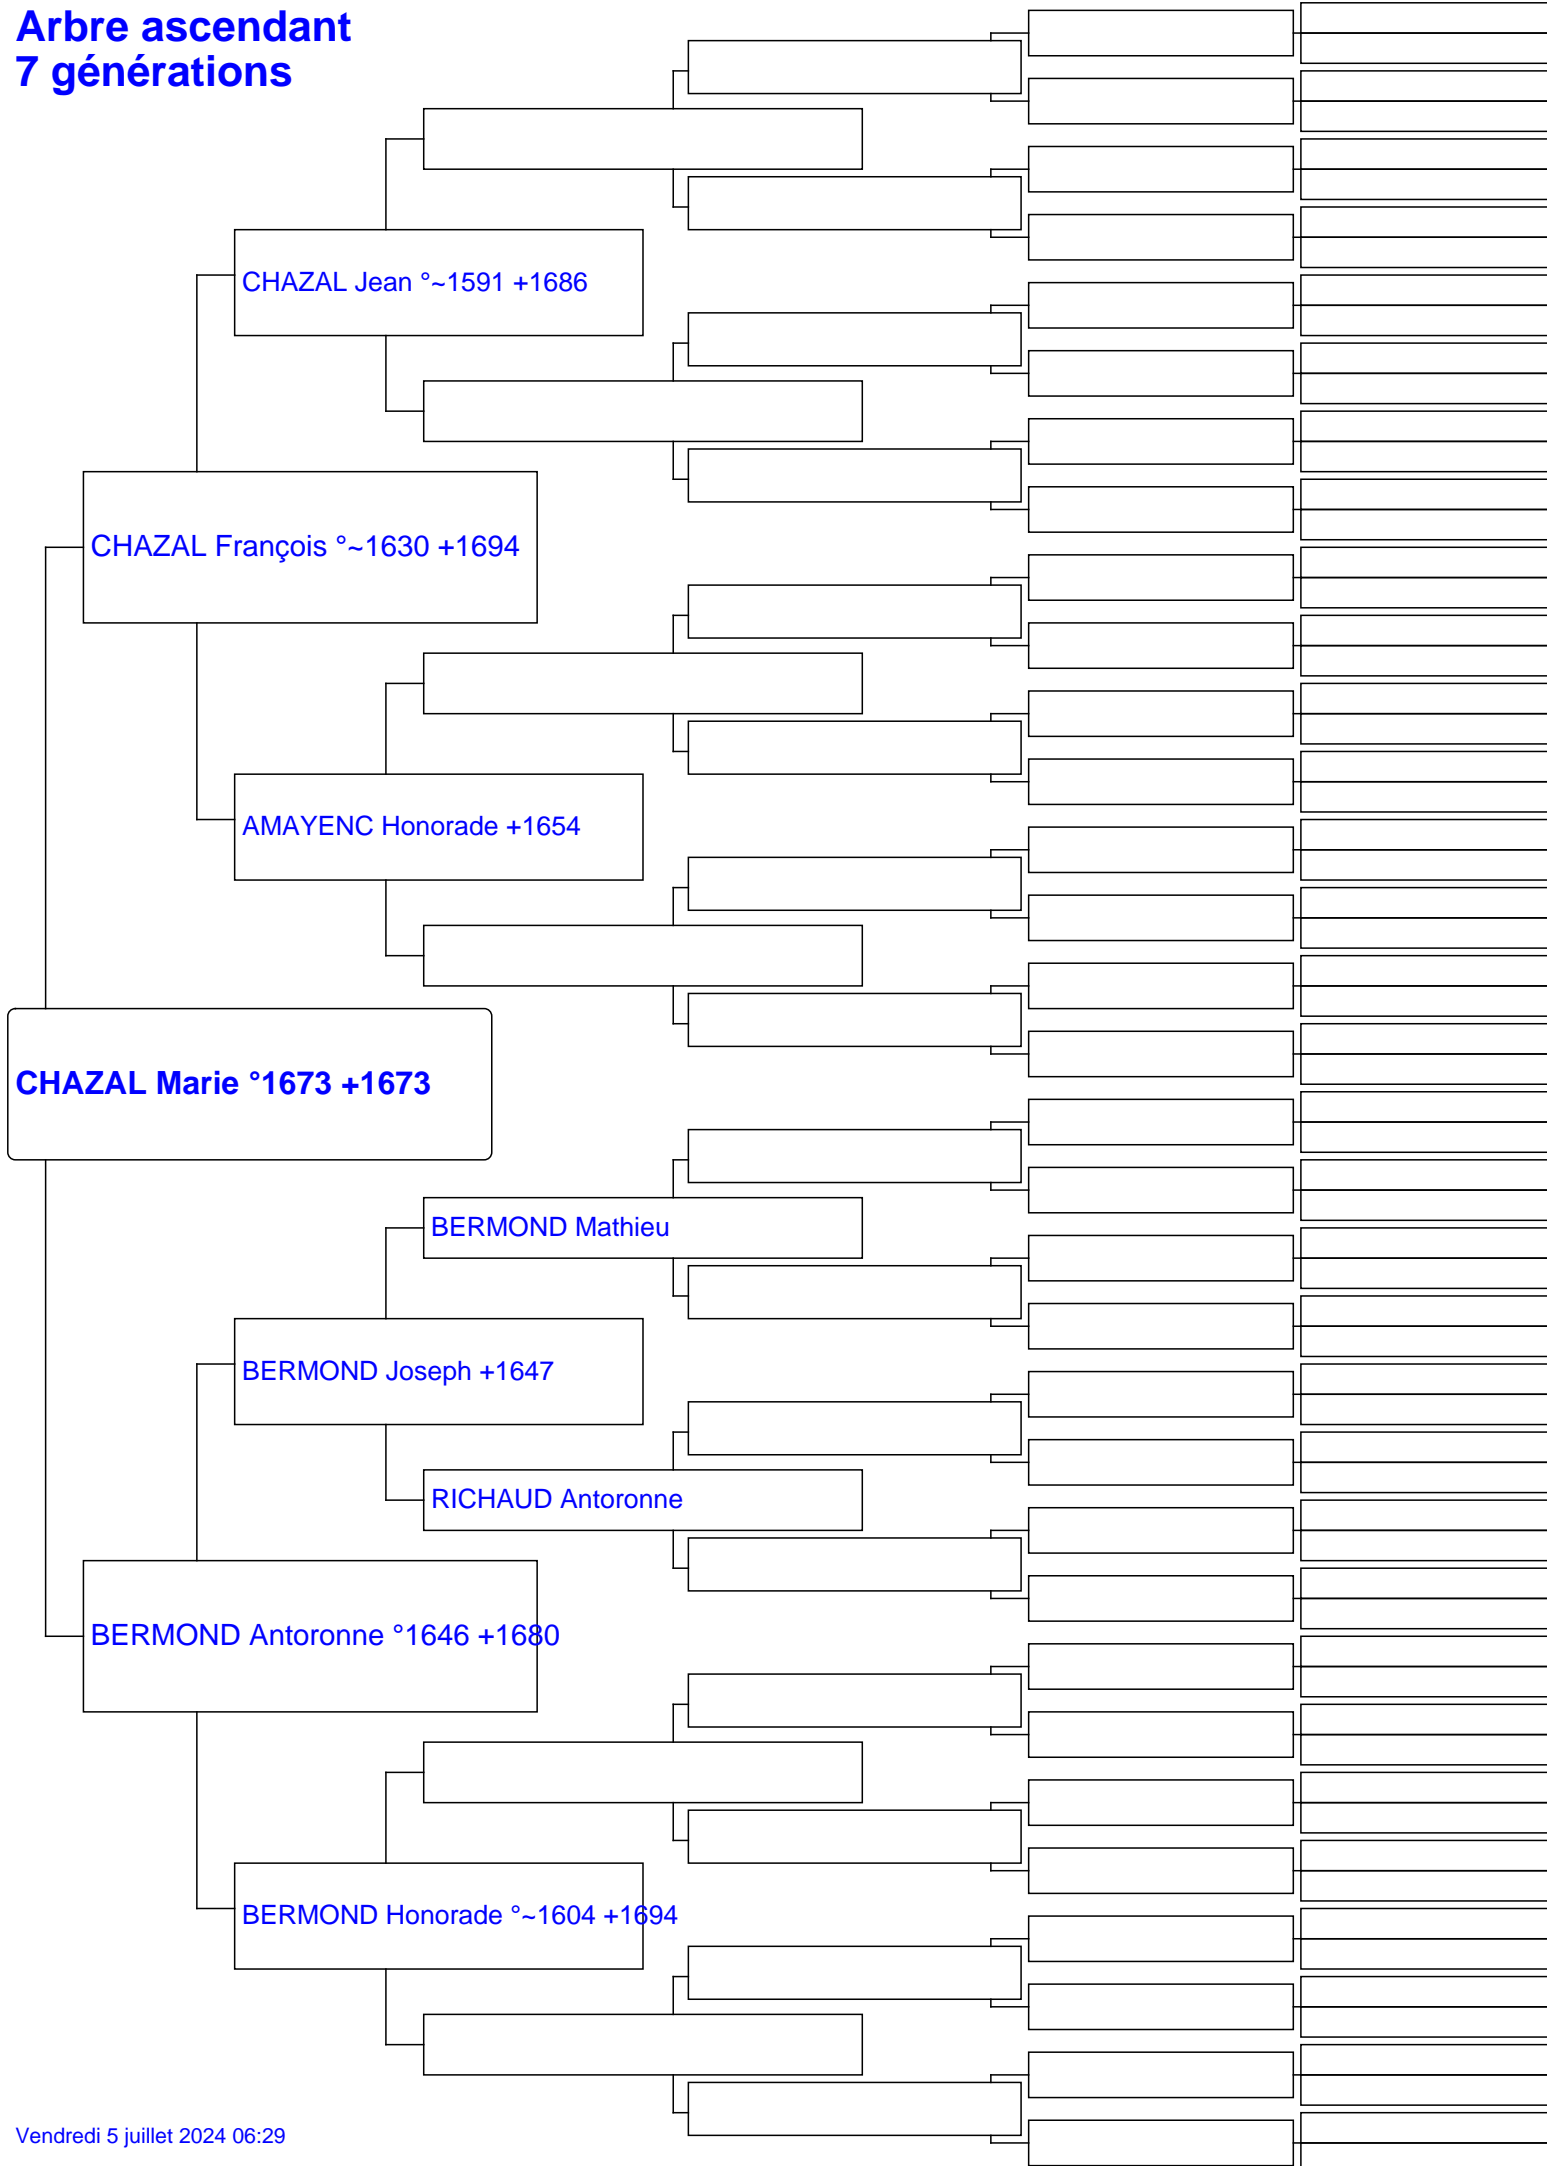 Arbre ascendant
7 générations
CHAZAL Jean °~1591 +1686
CHAZAL François °~1630 +1694
AMAYENC Honorade +1654
CHAZAL Marie °1673 +1673
BERMOND Mathieu
BERMOND Joseph +1647
RICHAUD Antoronne
BERMOND Antoronne °1646 +1680
BERMOND Honorade °~1604 +1694
Vendredi 5 juillet 2024 06:29